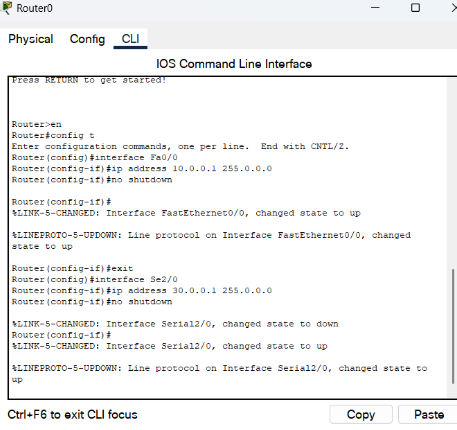 Router0
Physical Config CLI
IOS Command Line Interface
Press RETURN to get started!
Router>en
Router#config t
Enter configuration commands, one per line. End with CNTL/Z.
Router(config)#interface Fa0/0
Router(config-if)#ip address 10.0.0.1 255.0.0.0
Router(config-if)#no shutdown
Router(config-if)#
%LINK-5-CHANGED: Interface FastEthernet0/0, changed state to up
%LINEPROTO-5-UPDOWN: Line protocol on Interface FastEthernet0/0, changed
state to up
Router(config-if)#exit
Router(config)#interface Se2/0
Router(config-if)#ip address 30.0.0.1 255.0.0.0
Router(config-if)#no shutdown
%LINK-5-CHANGED: Interface Serial2/0, changed state to down
Router(config-if)#
%LINK-5-CHANGED: Interface Serial2/0, changed state to up
%LINEPROTO-5-UPDOWN: Line protocol on Interface Serial2/0, changed state to
up
Ctrl+F6 to exit CLI focus
Copy Paste